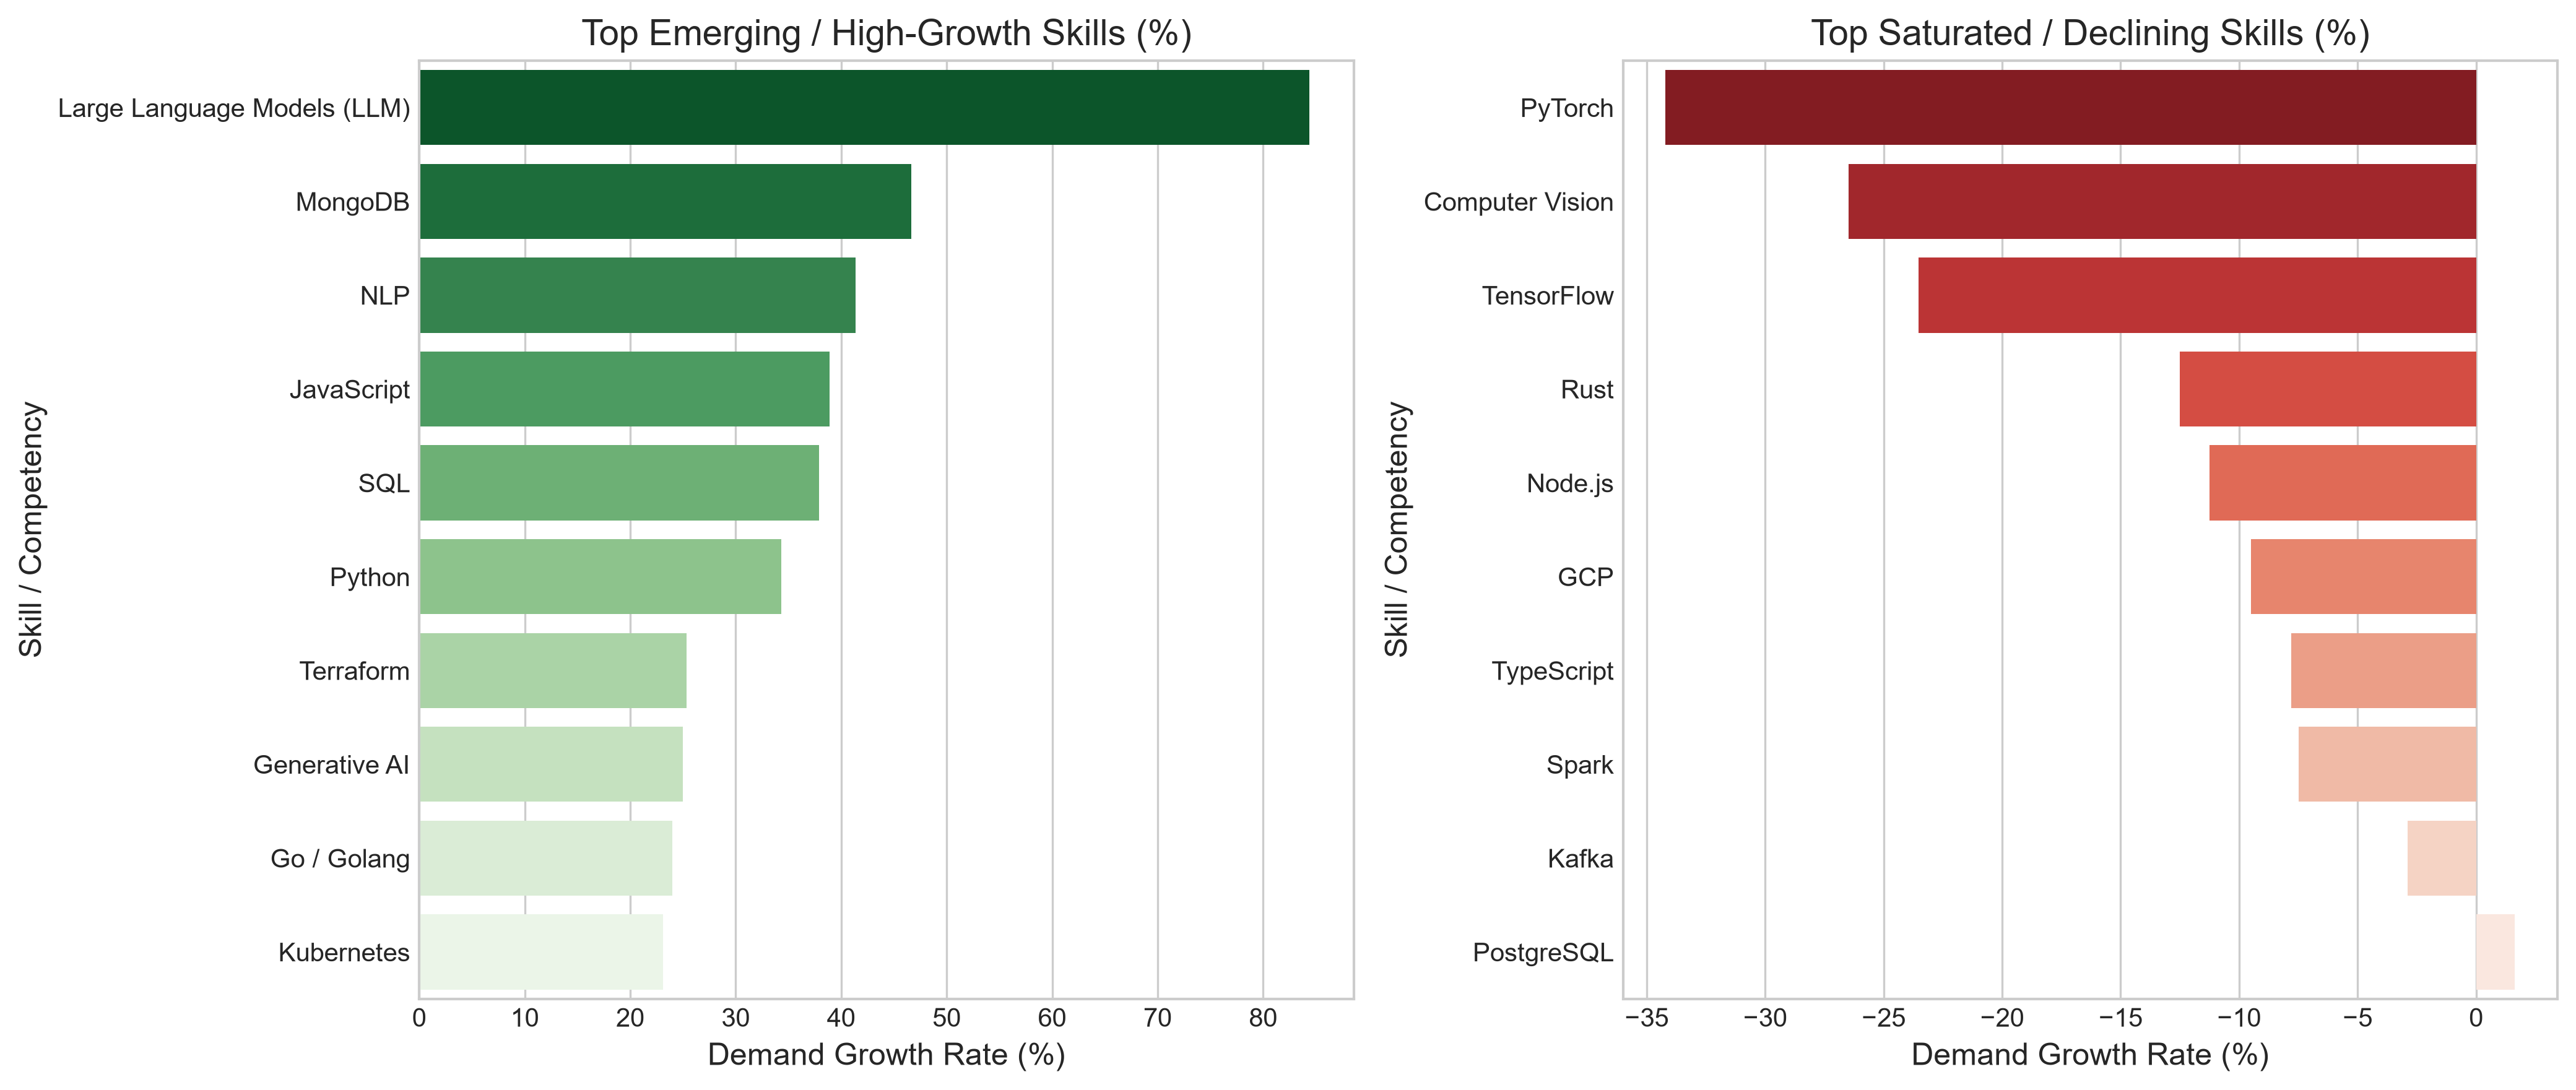 Top Emerging / High-Growth Skills (%)
Skill / Competency
Large Language Models (LLM)
MongoDB
NLP
JavaScript
SQL
Python
Terraform
Generative AI
Go / Golang
Kubernetes
0 10 20 30 40 50 60 70 80
Demand Growth Rate (%)
Top Saturated / Declining Skills (%)
Skill / Competency
PyTorch
Computer Vision
TensorFlow
Rust
Node.js
GCP
TypeScript
Spark
Kafka
PostgreSQL
−35 −30 −25 −20 −15 −10 −5 0
Demand Growth Rate (%)